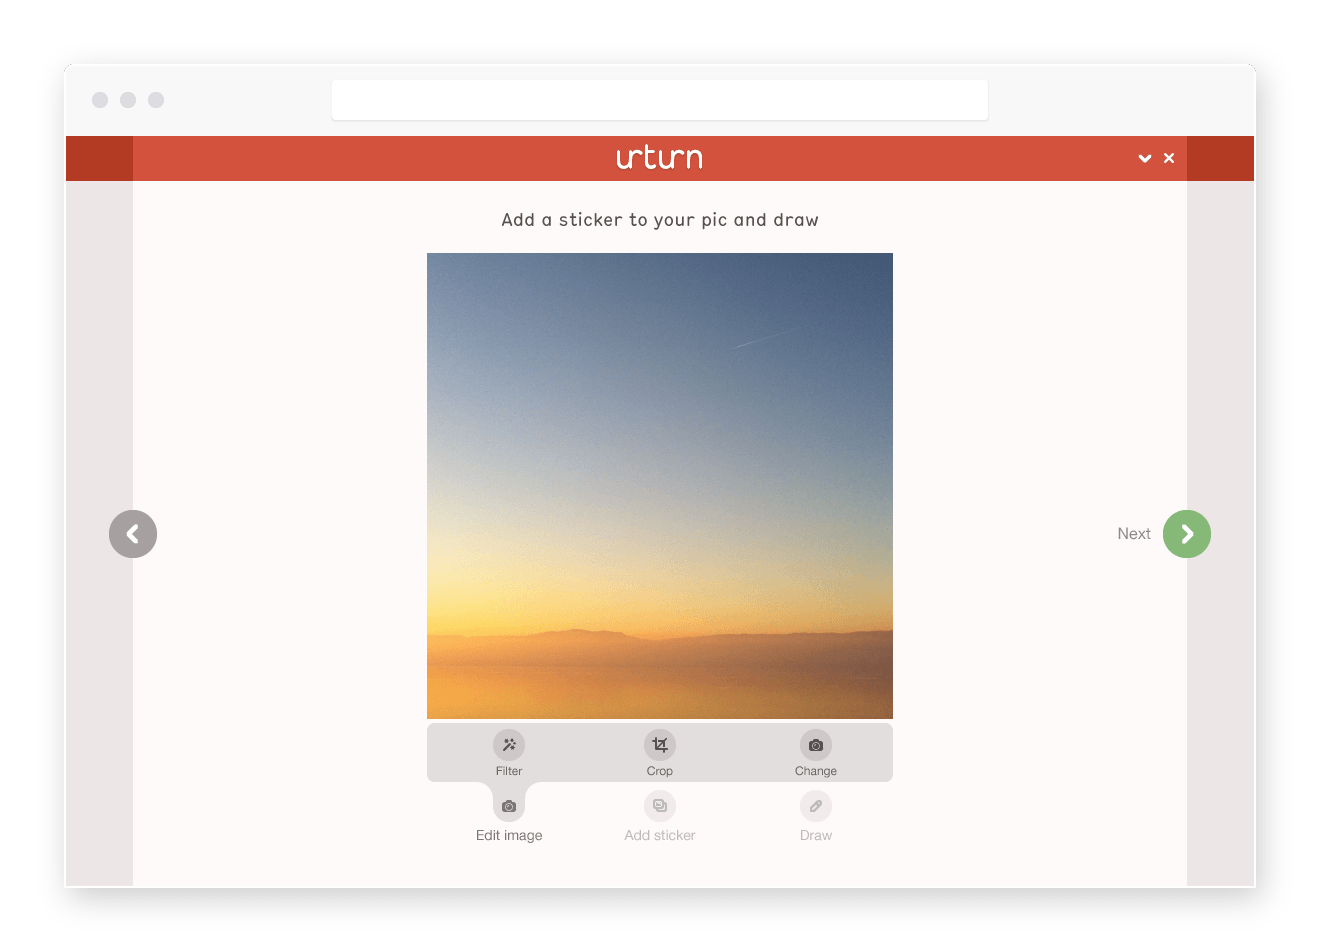 urturn
Add a sticker to your pic and draw
Next
Filter Crop Change
Edit image Add sticker Draw